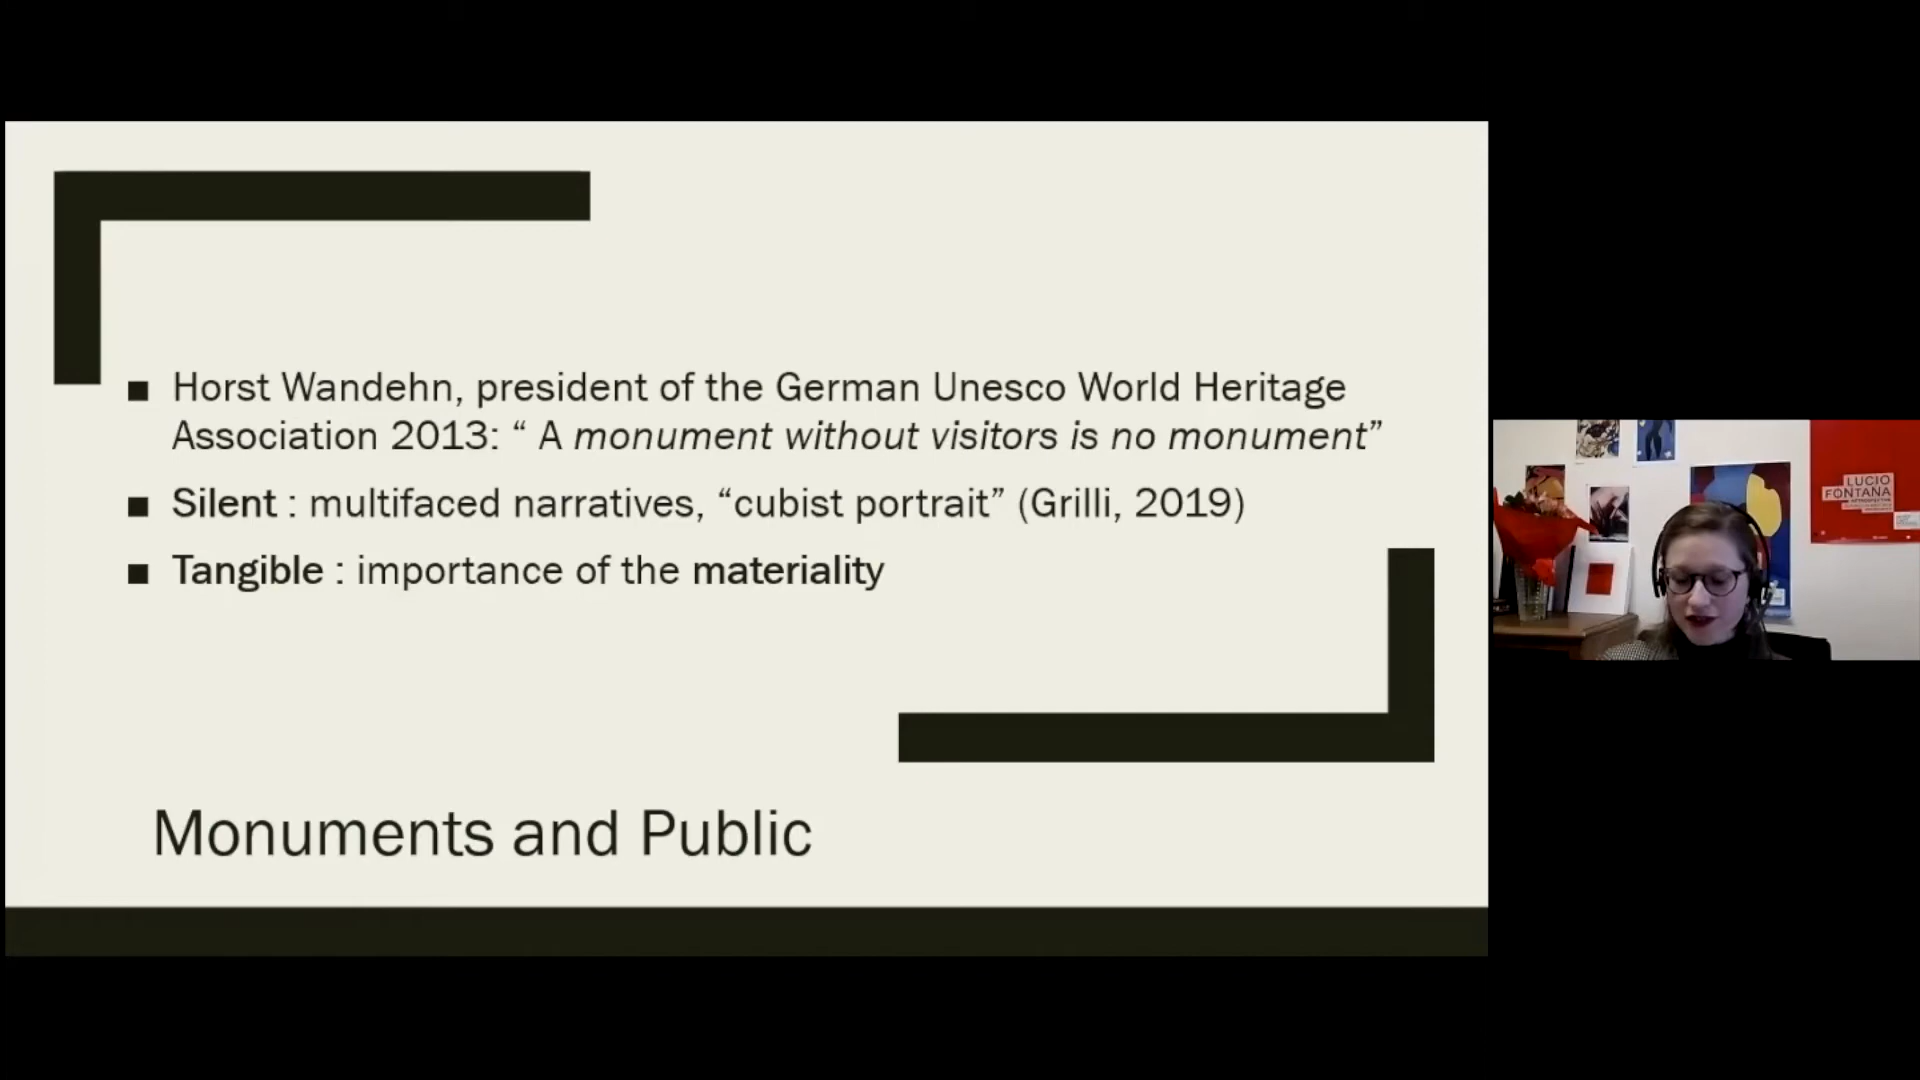 ■ Horst Wandehn, president of the German Unesco World Heritage
Association 2013: “ A monument without visitors is no monument”
■ Silent : multifaced narratives, “cubist portrait” (Grilli, 2019)
■ Tangible : importance of the materiality
Monuments and Public
LUCIO
FONTANA